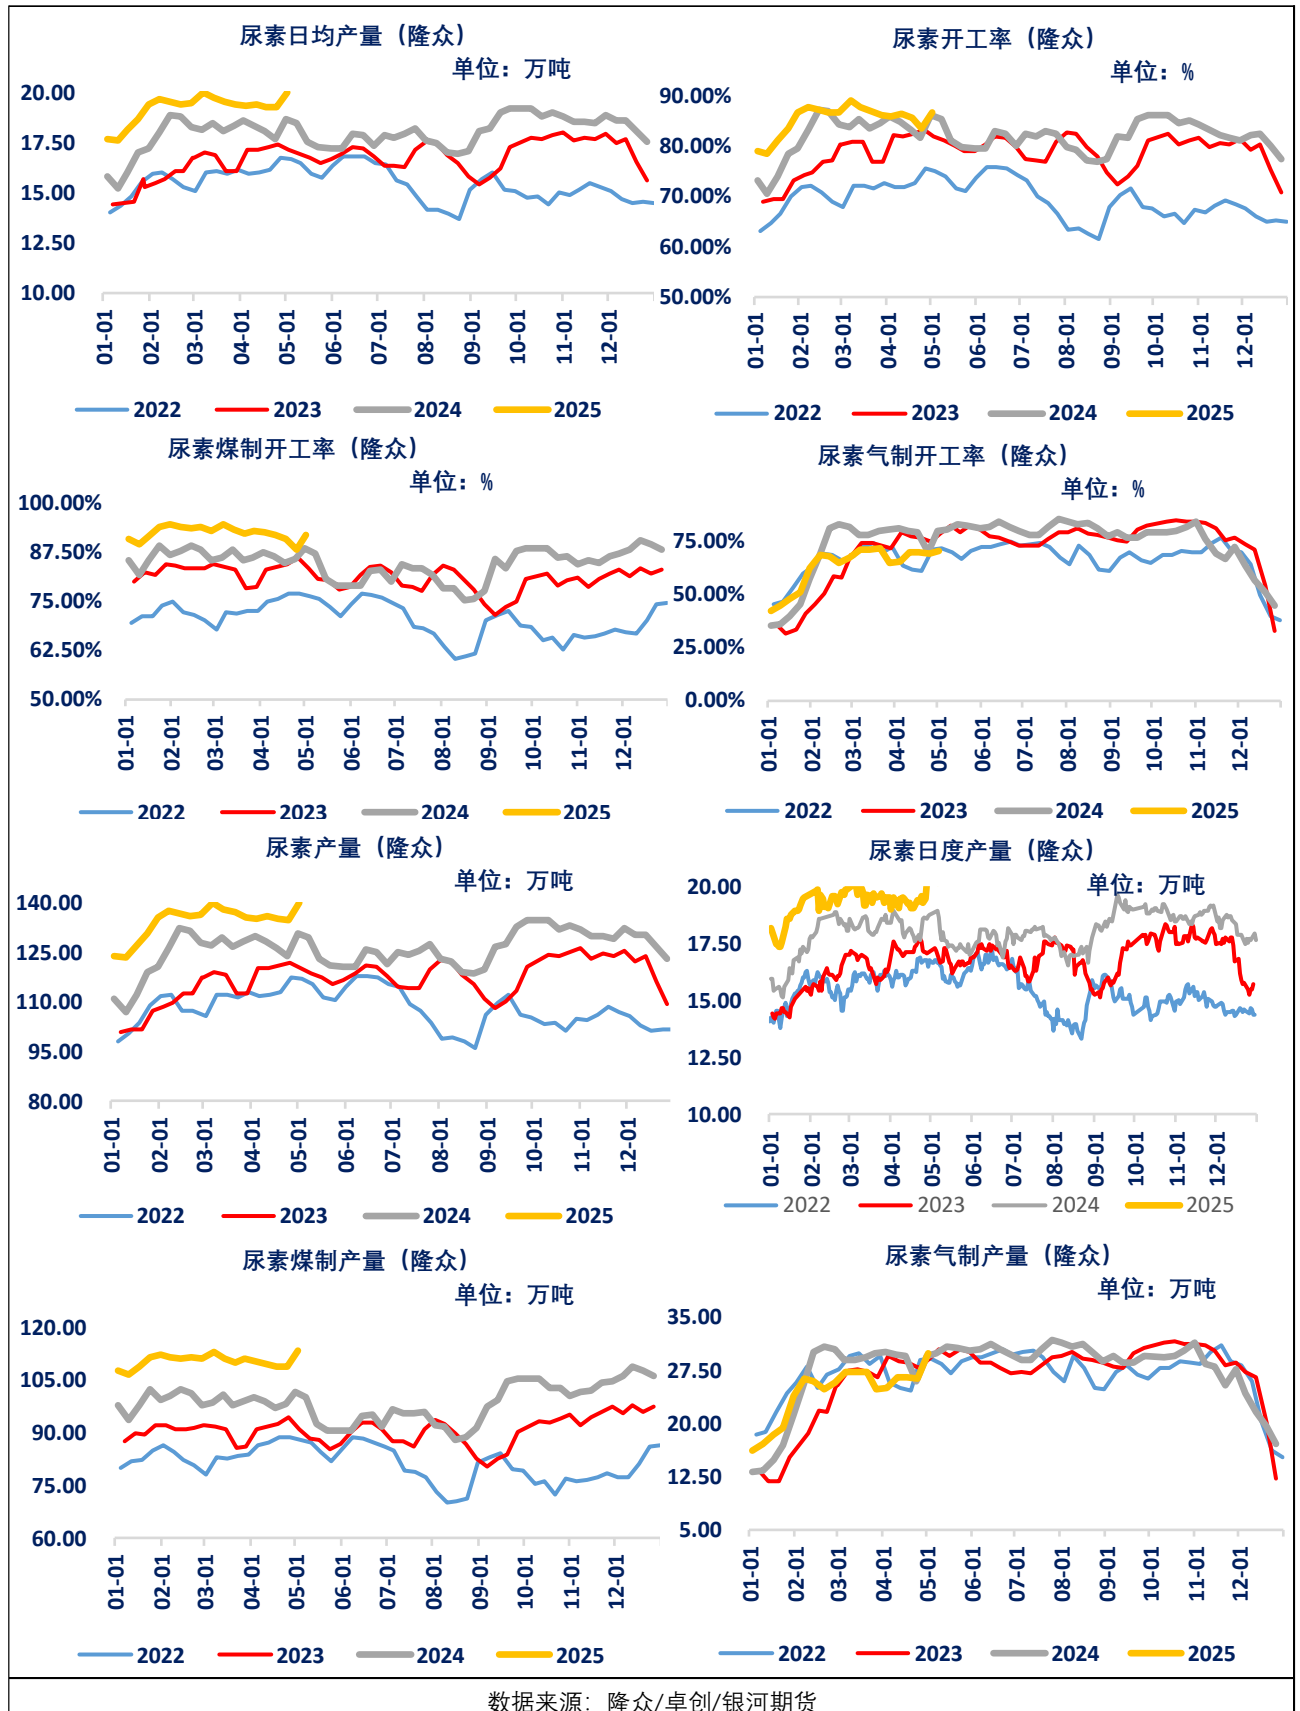 尿素日均产量（隆众）
单位：万吨
20.00
17.50
15.00
12.50
10.00
01-01 02-01 03-01 04-01 05-01 06-01 07-01 08-01 09-01 10-01 11-01 12-01
2022 2023 2024 2025
尿素开工率（隆众）
单位：%
90.00%
80.00%
70.00%
60.00%
50.00%
01-01 02-01 03-01 04-01 05-01 06-01 07-01 08-01 09-01 10-01 11-01 12-01
2022 2023 2024 2025
尿素煤制开工率（隆众）
单位：%
100.00%
87.50%
75.00%
62.50%
50.00%
01-01 02-01 03-01 04-01 05-01 06-01 07-01 08-01 09-01 10-01 11-01 12-01
2022 2023 2024 2025
尿素气制开工率（隆众）
单位：%
75.00%
50.00%
25.00%
0.00%
01-01 02-01 03-01 04-01 05-01 06-01 07-01 08-01 09-01 10-01 11-01 12-01
2022 2023 2024 2025
尿素产量（隆众）
单位：万吨
140.00
125.00
110.00
95.00
80.00
01-01 02-01 03-01 04-01 05-01 06-01 07-01 08-01 09-01 10-01 11-01 12-01
2022 2023 2024 2025
尿素日度产量（隆众）
单位：万吨
20.00
17.50
15.00
12.50
10.00
01-01 02-01 03-01 04-01 05-01 06-01 07-01 08-01 09-01 10-01 11-01 12-01
2022 2023 2024 2025
尿素煤制产量（隆众）
单位：万吨
120.00
105.00
90.00
75.00
60.00
01-01 02-01 03-01 04-01 05-01 06-01 07-01 08-01 09-01 10-01 11-01 12-01
2022 2023 2024 2025
尿素气制产量（隆众）
单位：万吨
35.00
27.50
20.00
12.50
5.00
01-01 02-01 03-01 04-01 05-01 06-01 07-01 08-01 09-01 10-01 11-01 12-01
2022 2023 2024 2025
数据来源：隆众/卓创/银河期货